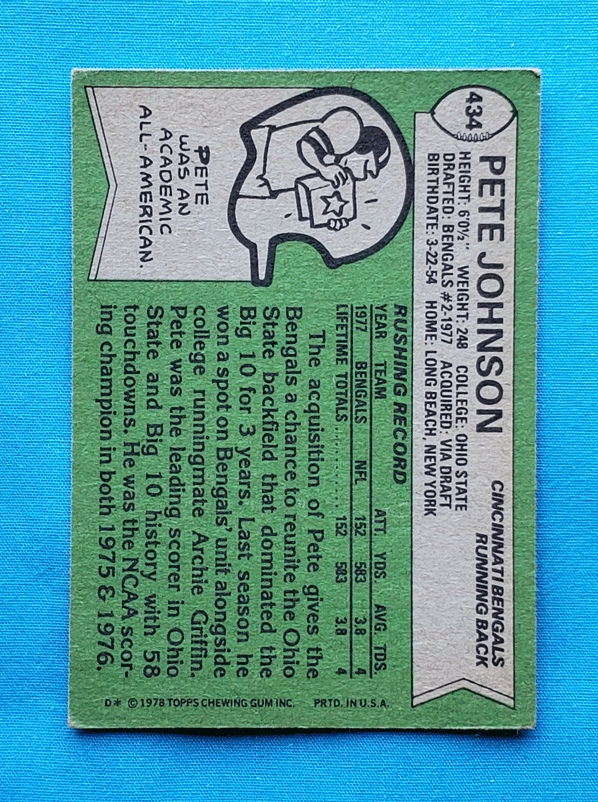 434
PETE JOHNSON
CINCINNATI BENGALS
RUNNING BACK
HEIGHT: 6'0½" WEIGHT: 248 COLLEGE: OHIO STATE
DRAFTED: BENGALS #2-1977 ACQUIRED: VIA DRAFT
BIRTHDATE: 3-22-54 HOME: LONG BEACH, NEW YORK
PETE
WAS AN
ACADEMIC
ALL-AMERICAN.
RUSHING RECORD
YEAR TEAM ATT. YDS. AVG. TDS.
1977 BENGALS NFL 152 583 3.8 4
LIFETIME TOTALS .......... 152 583 3.8 4
The acquisition of Pete gives the
Bengals a chance to reunite the Ohio
State backfield that dominated the
Big 10 for 3 years. Last season he
won a spot on Bengals' unit alongside
college runningmate Archie Griffin.
Pete was the leading scorer in Ohio
State and Big 10 history with 58
touchdowns. He was the NCAA scor-
ing champion in both 1975 & 1976.
D* © 1978 TOPPS CHEWING GUM INC. PRTD. IN U.S.A.